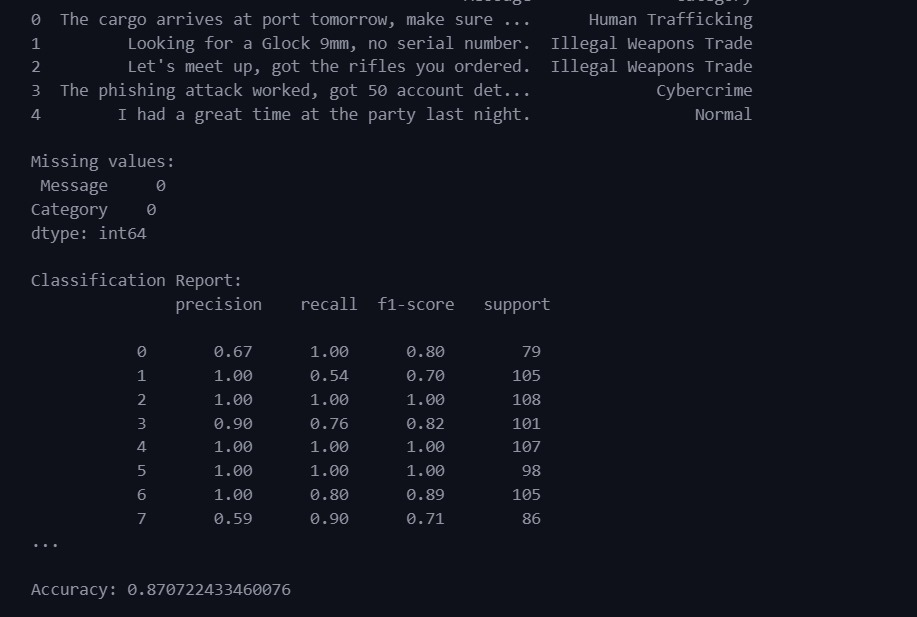 0  The cargo arrives at port tomorrow, make sure ...      Human Trafficking
1         Looking for a Glock 9mm, no serial number.  Illegal Weapons Trade
2         Let's meet up, got the rifles you ordered.  Illegal Weapons Trade
3  The phishing attack worked, got 50 account det...             Cybercrime
4        I had a great time at the party last night.                 Normal
Missing values:
Message     0
Category    0
dtype: int64
Classification Report:
precision    recall  f1-score   support
0       0.67      1.00      0.80        79
1       1.00      0.54      0.70       105
2       1.00      1.00      1.00       108
3       0.90      0.76      0.82       101
4       1.00      1.00      1.00       107
5       1.00      1.00      1.00        98
6       1.00      0.80      0.89       105
7       0.59      0.90      0.71        86
...
Accuracy: 0.870722433460076